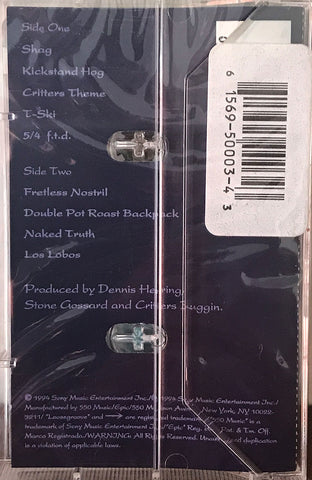 Side One
Shag
Kickstand Hog
Critters Theme
T-Ski
5/4 f.t.d.
Side Two
Fretless Nostril
Double Pot Roast Backpack
Naked Truth
Los Lobos
Produced by Dennis Herring,
Stone Gossard and Critters Buggin.
© 1994 Sony Music Entertainment Inc./℗ 1994 Sony Music Entertainment Inc./
Manufactured by 550 Music/Epic/550 Madison Avenue, New York, NY 10022-
3211/ "Loosegroove" and are registered trademarks/"550 Music" is a
trademark of Sony Music Entertainment Inc./"Epic" Reg. U.S. Pat. & Tm. Off.
Marca Registrada./WARNING: All Rights Reserved. Unauthorized duplication
is a violation of applicable laws.
6 1569-50003-4 3